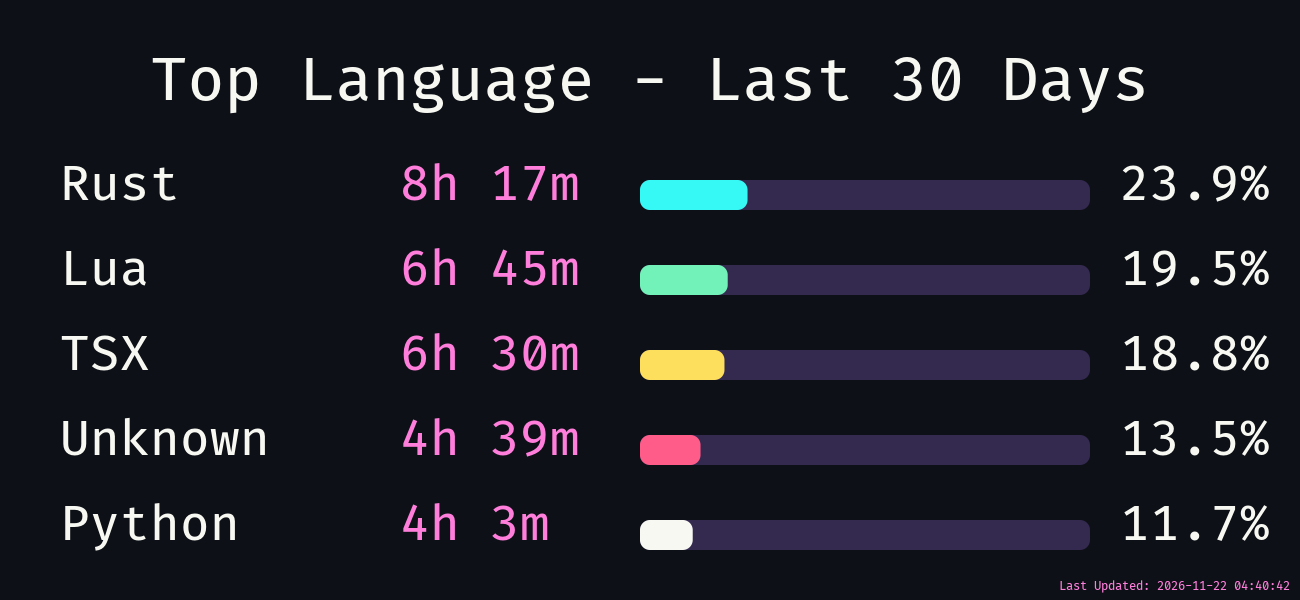 Top Language - Last 30 Days
Rust 8h 17m 23.9%
Lua 6h 45m 19.5%
TSX 6h 30m 18.8%
Unknown 4h 39m 13.5%
Python 4h 3m 11.7%
Last Updated: 2026-11-22 04:40:42